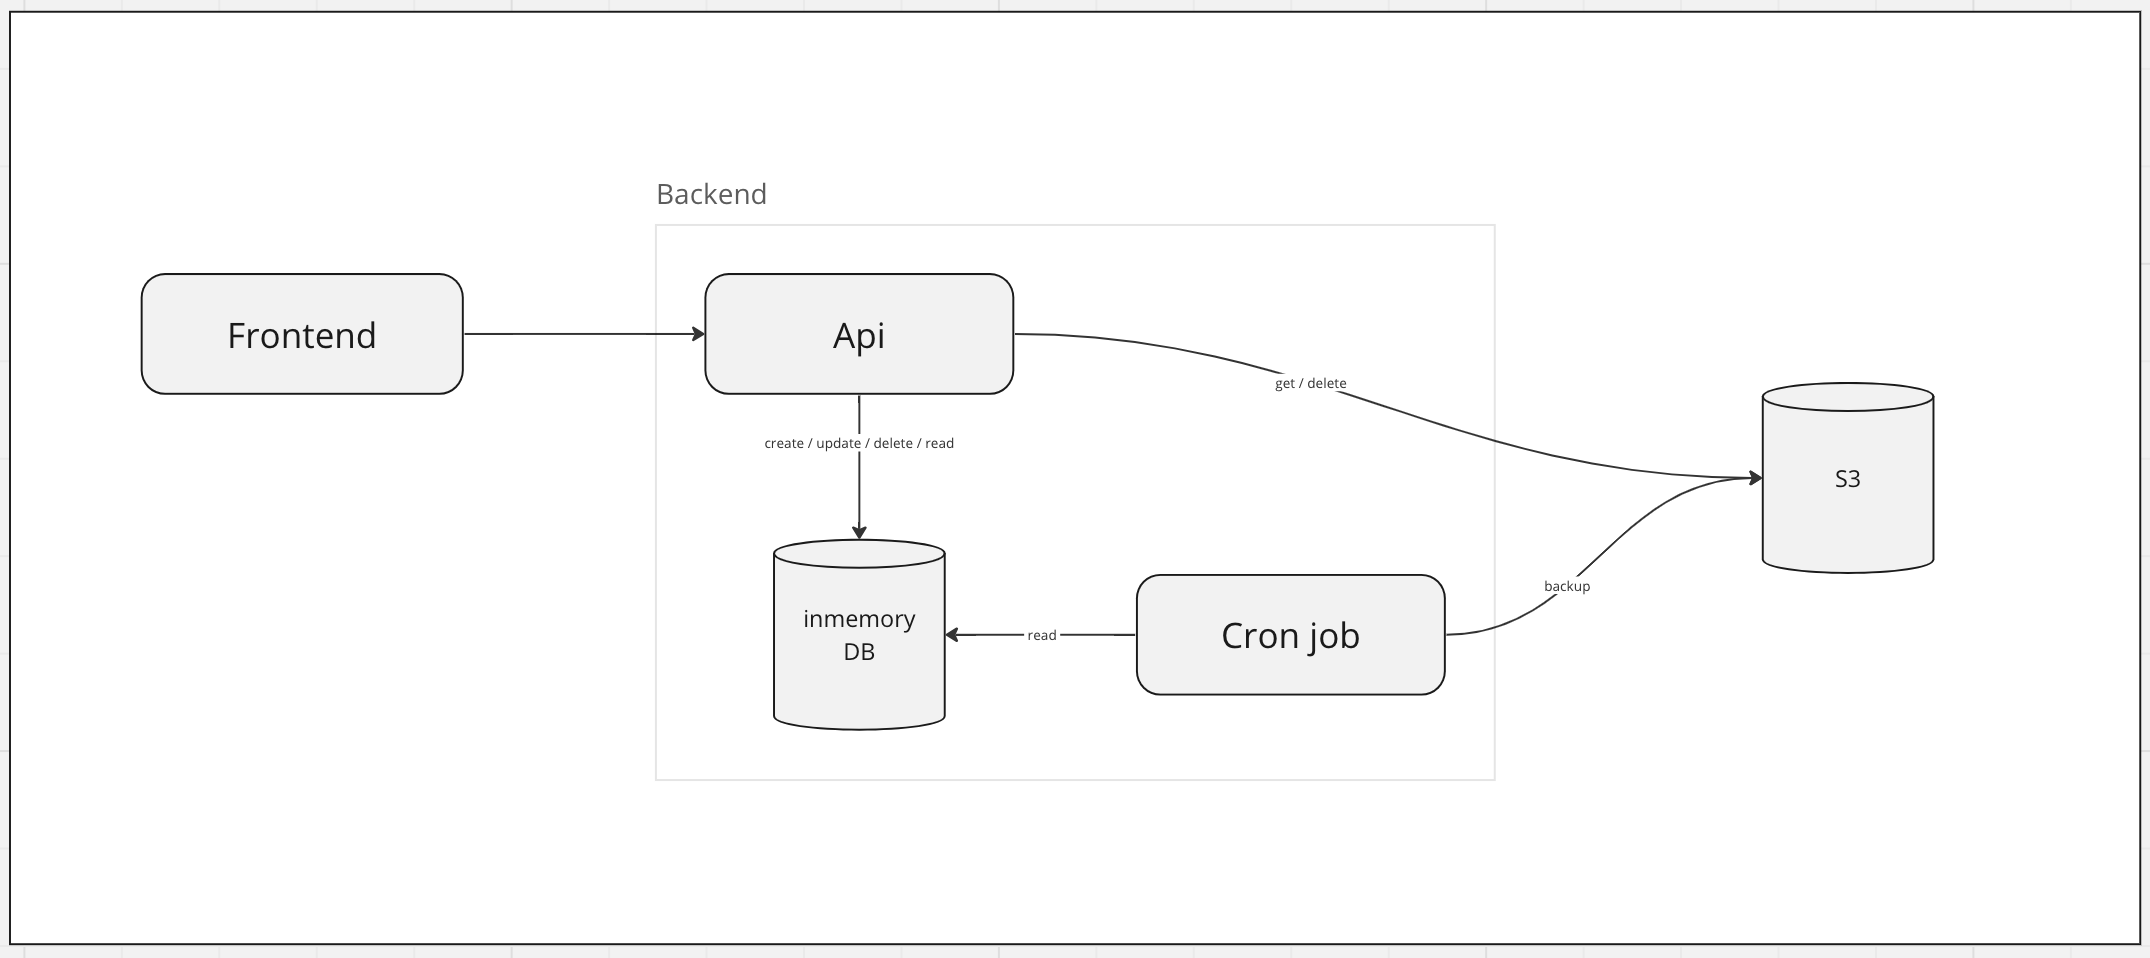 Backend
Frontend
Api
get / delete
create / update / delete / read
S3
backup
inmemory
DB
read
Cron job